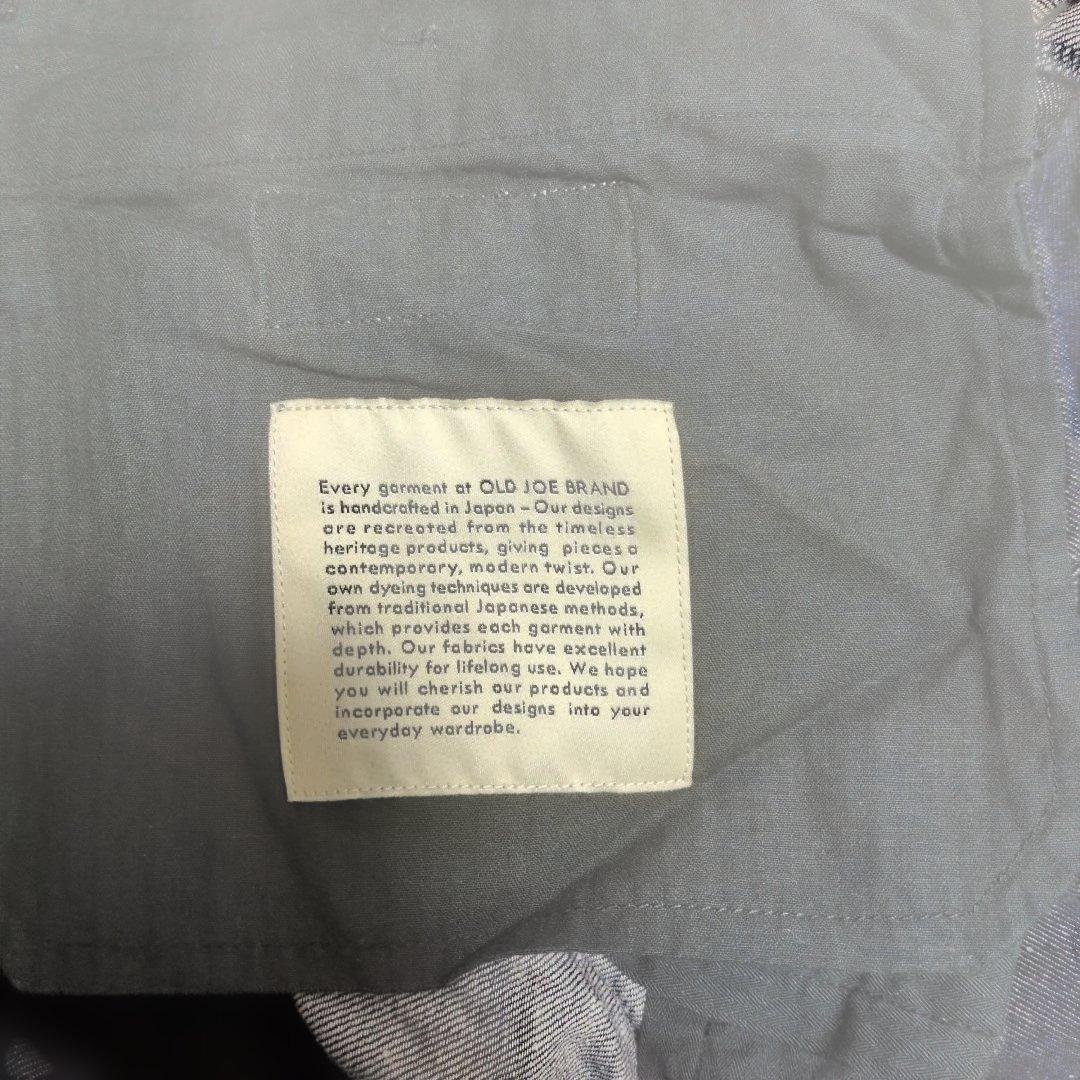 Every garment at OLD JOE BRAND
is handcrafted in Japan – Our designs
are recreated from the timeless
heritage products, giving pieces a
contemporary, modern twist. Our
own dyeing techniques are developed
from traditional Japanese methods,
which provides each garment with
depth. Our fabrics have excellent
durability for lifelong use. We hope
you will cherish our products and
incorporate our designs into your
everyday wardrobe.